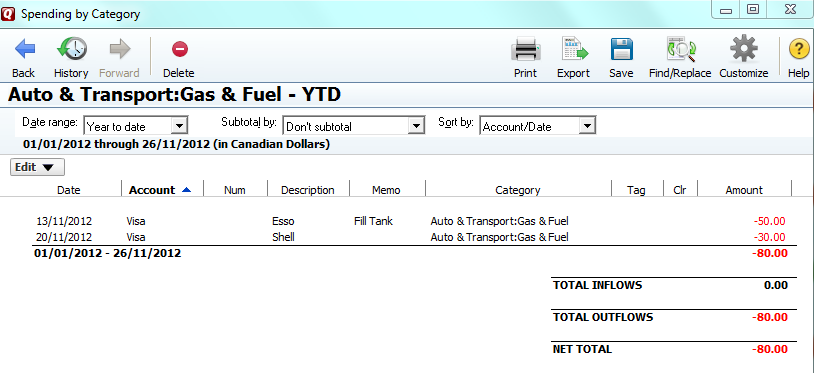 Spending by Category
Back History Forward Delete Print Export Save Find/Replace Customize Help
Auto & Transport:Gas & Fuel - YTD
Date range: Year to date Subtotal by: Don't subtotal Sort by: Account/Date
01/01/2012 through 26/11/2012 (in Canadian Dollars)
Edit
Date Account Num Description Memo Category Tag Clr Amount
13/11/2012 Visa Esso Fill Tank Auto & Transport:Gas & Fuel -50.00
20/11/2012 Visa Shell Auto & Transport:Gas & Fuel -30.00
01/01/2012 - 26/11/2012 -80.00
TOTAL INFLOWS 0.00
TOTAL OUTFLOWS -80.00
NET TOTAL -80.00